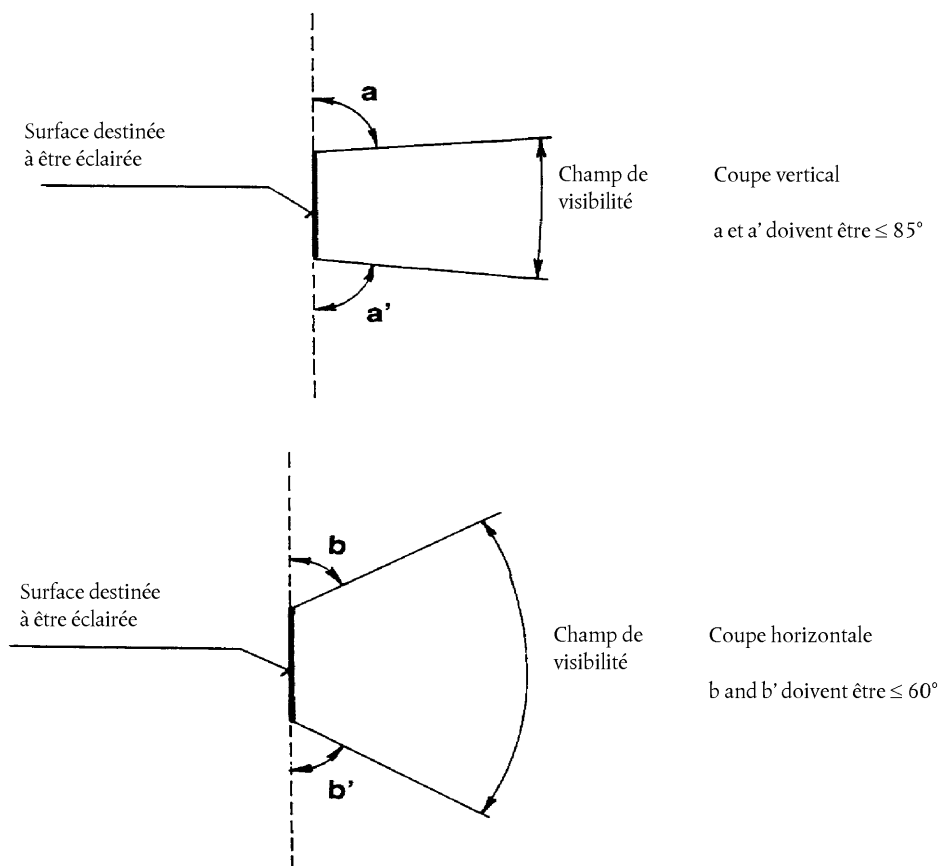 a
Surface destinée
à être éclairée
Champ de
visibilité
Coupe vertical
a et a’ doivent être ≤ 85°
a’
b
Surface destinée
à être éclairée
Champ de
visibilité
Coupe horizontale
b and b’ doivent être ≤ 60°
b’